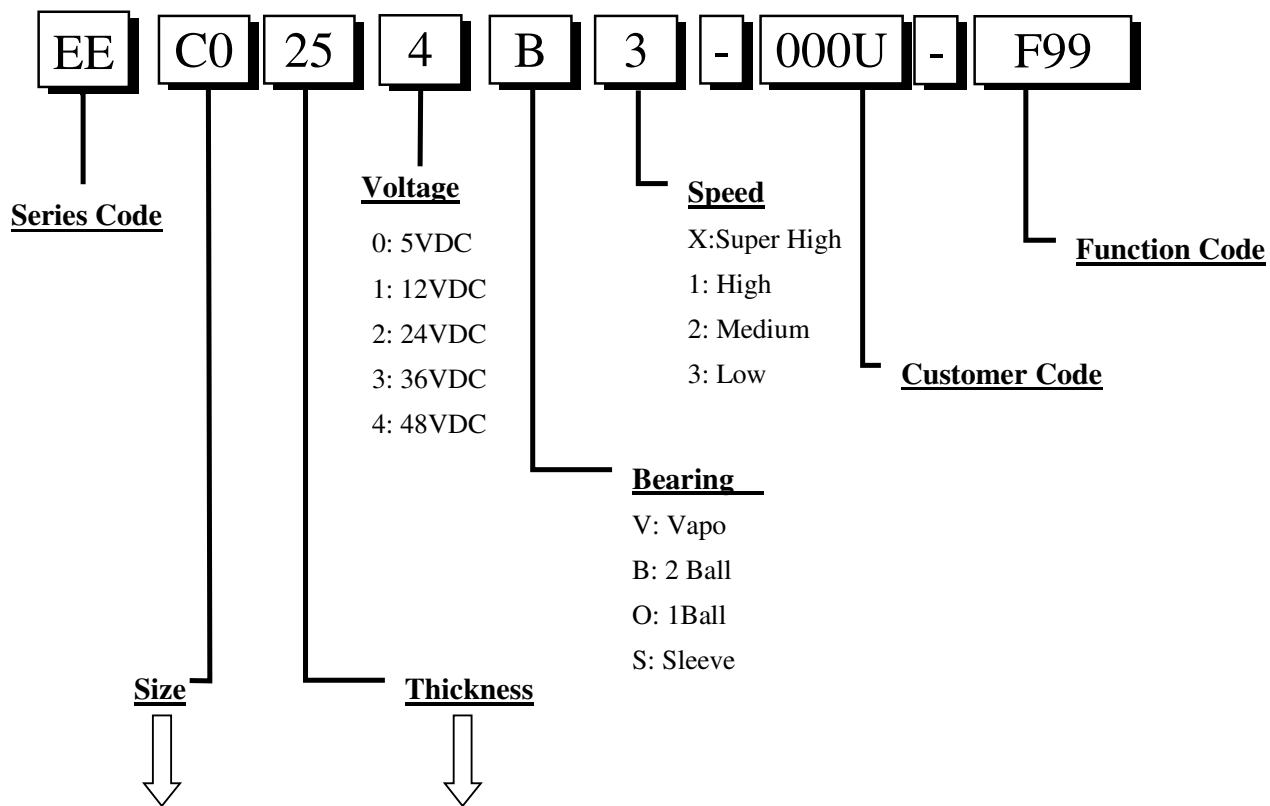 EE C0 25 4 B 3 - 000U - F99
Series Code
Voltage
0: 5VDC
1: 12VDC
2: 24VDC
3: 36VDC
4: 48VDC
Speed
X:Super High
1: High
2: Medium
3: Low
Function Code
Customer Code
Bearing
V: Vapo
B: 2 Ball
O: 1Ball
S: Sleeve
Size
Thickness